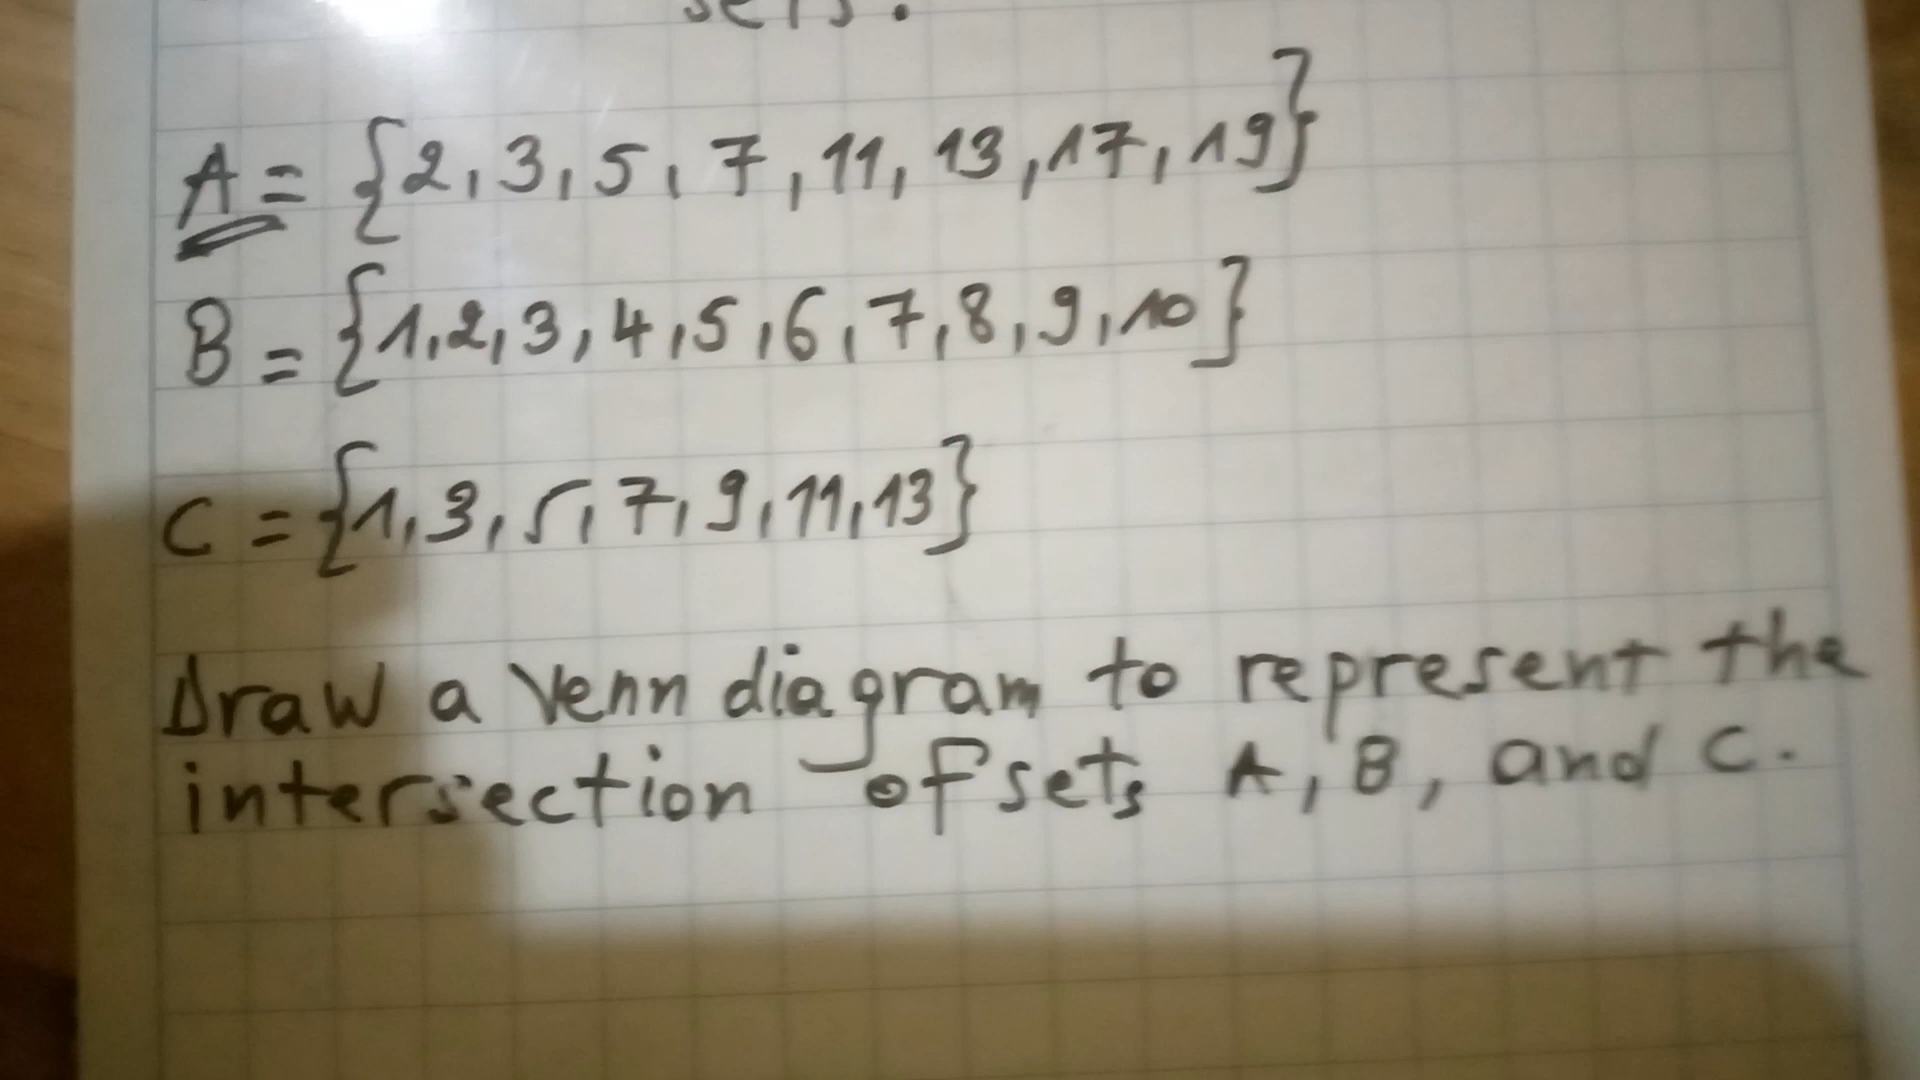 sets.
A = {2, 3, 5, 7, 11, 13, 17, 19}
B = {1, 2, 3, 4, 5, 6, 7, 8, 9, 10}
C = {1, 3, 5, 7, 9, 11, 13}
Draw a Venn diagram to represent the
intersection of sets A, B, and C.